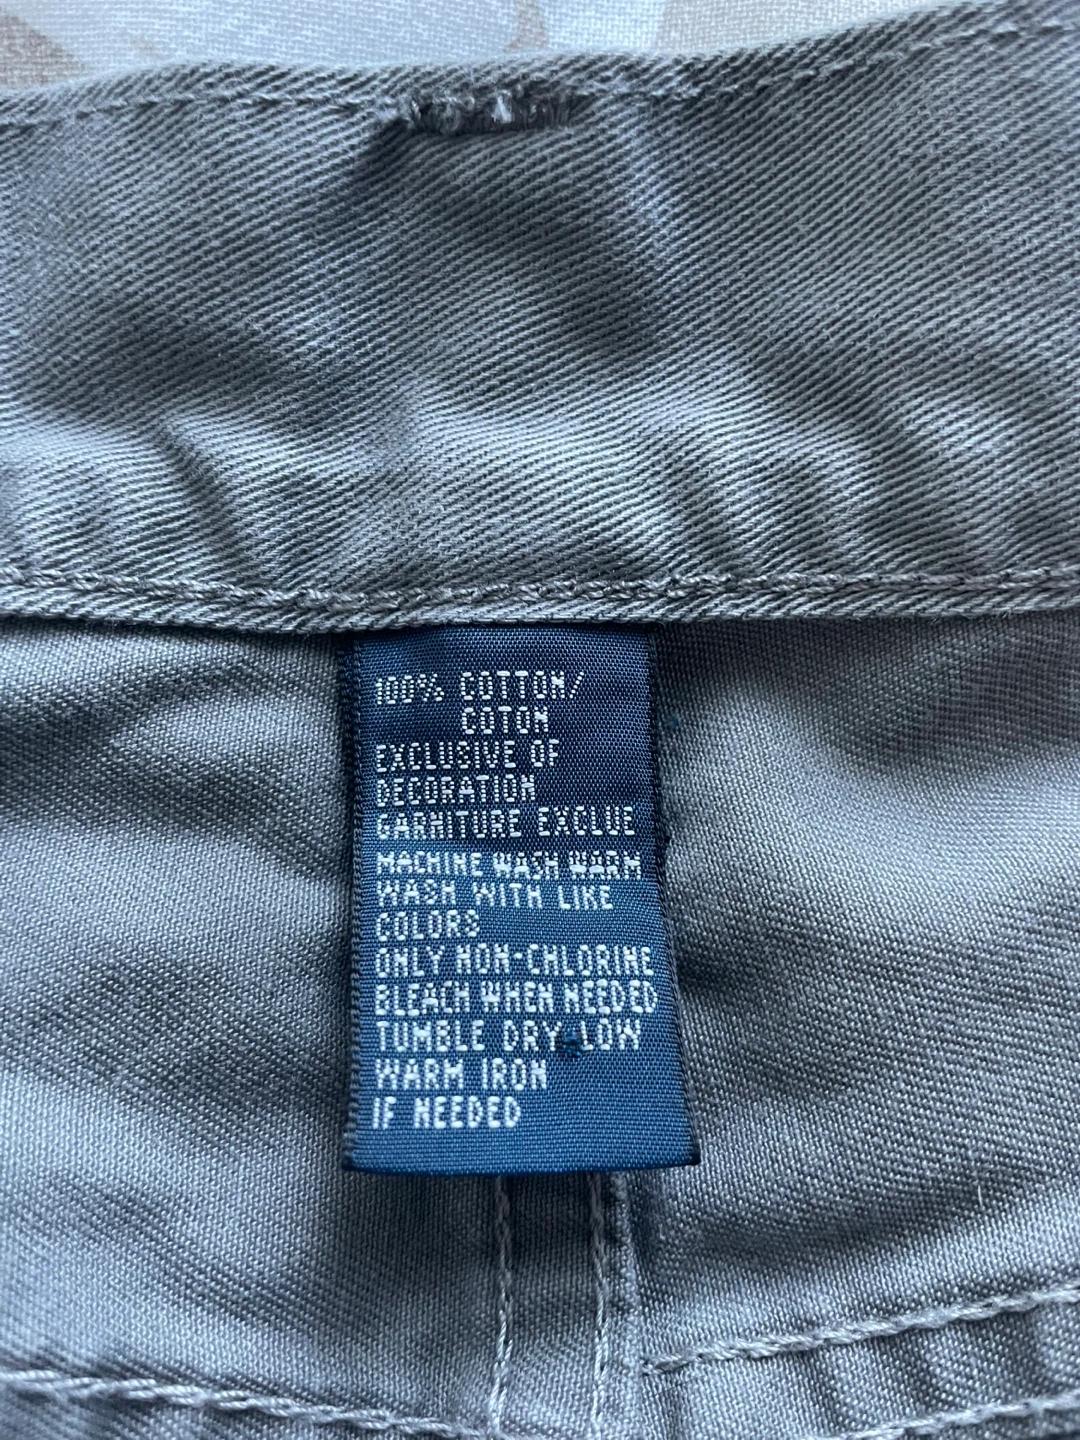 100% COTTON/
COTON
EXCLUSIVE OF
DECORATION
GARNITURE EXCLUE
MACHINE WASH WARM
WASH WITH LIKE
COLORS
ONLY NON-CHLORINE
BLEACH WHEN NEEDED
TUMBLE DRY LOW
WARM IRON
IF NEEDED